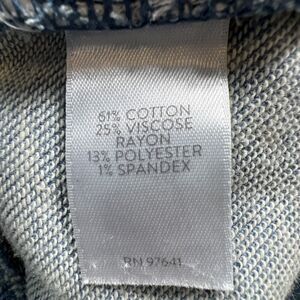 61% COTTON
25% VISCOSE
RAYON
13% POLYESTER
1% SPANDEX
RN 97641